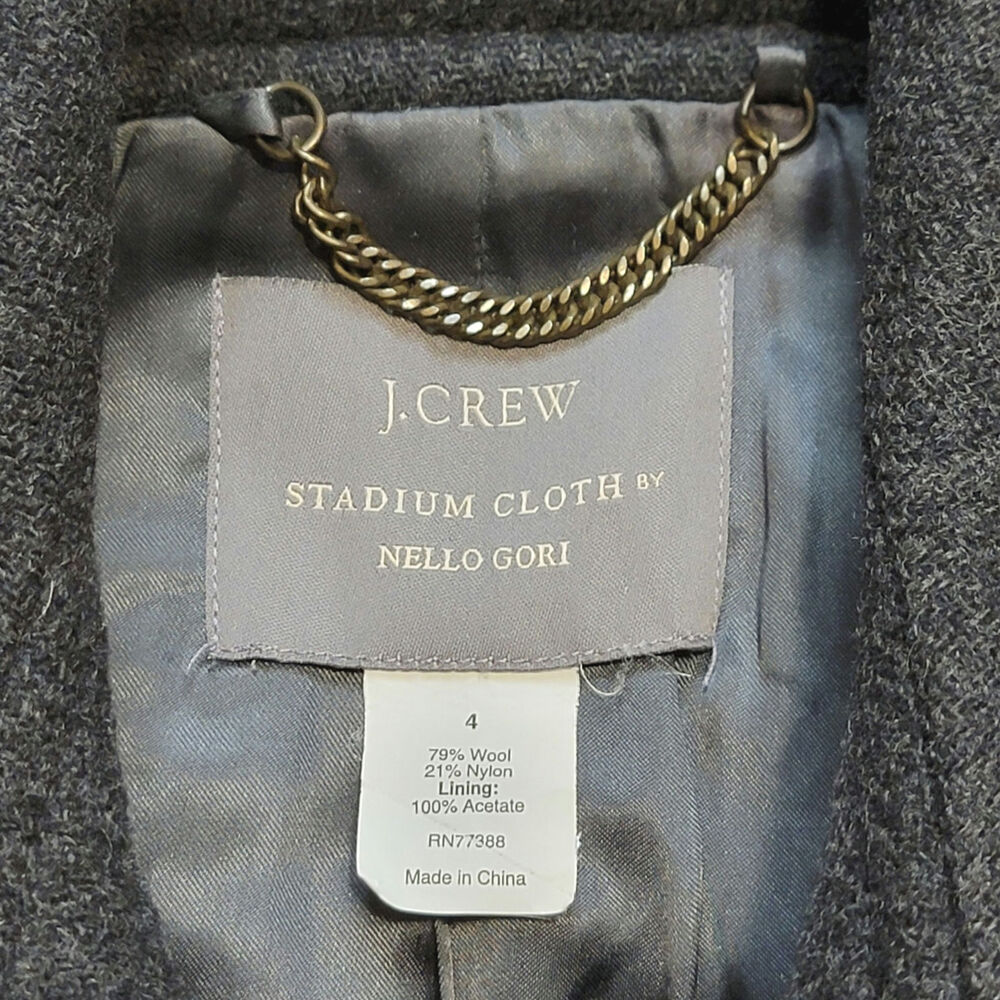 J.CREW
STADIUM CLOTH BY
NELLO GORI
4
79% Wool
21% Nylon
Lining:
100% Acetate
RN77388
Made in China